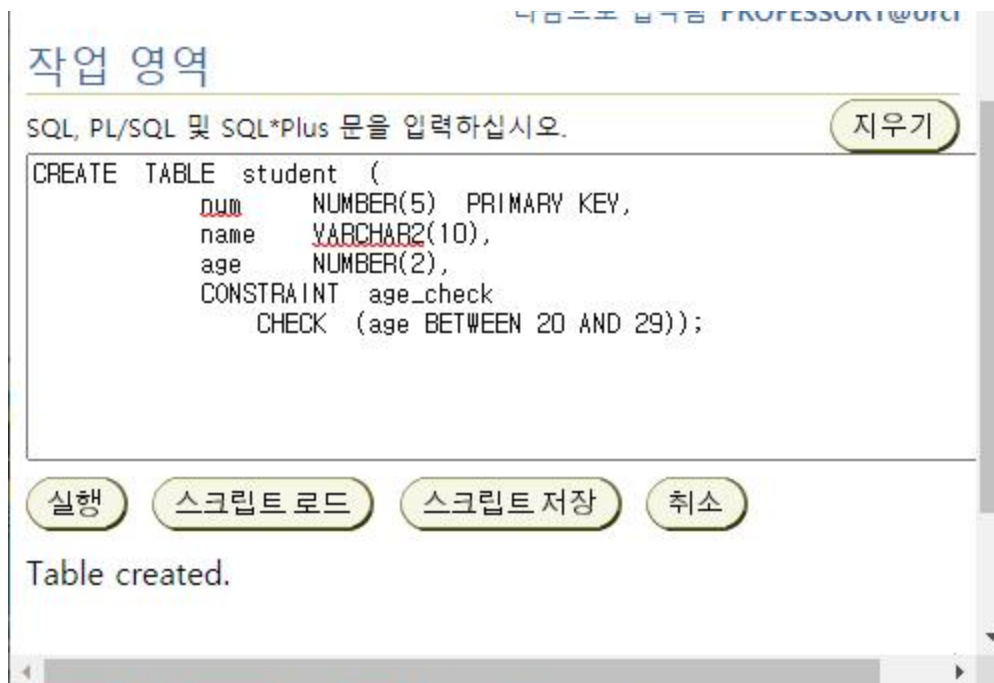 PROFESSOR1@orcl
작업 영역
SQL, PL/SQL 및 SQL*Plus 문을 입력하십시오.
지우기
CREATE TABLE student (
num NUMBER(5) PRIMARY KEY,
name VARCHAR2(10),
age NUMBER(2),
CONSTRAINT age_check
CHECK (age BETWEEN 20 AND 29));
실행 스크립트 로드 스크립트 저장 취소
Table created.